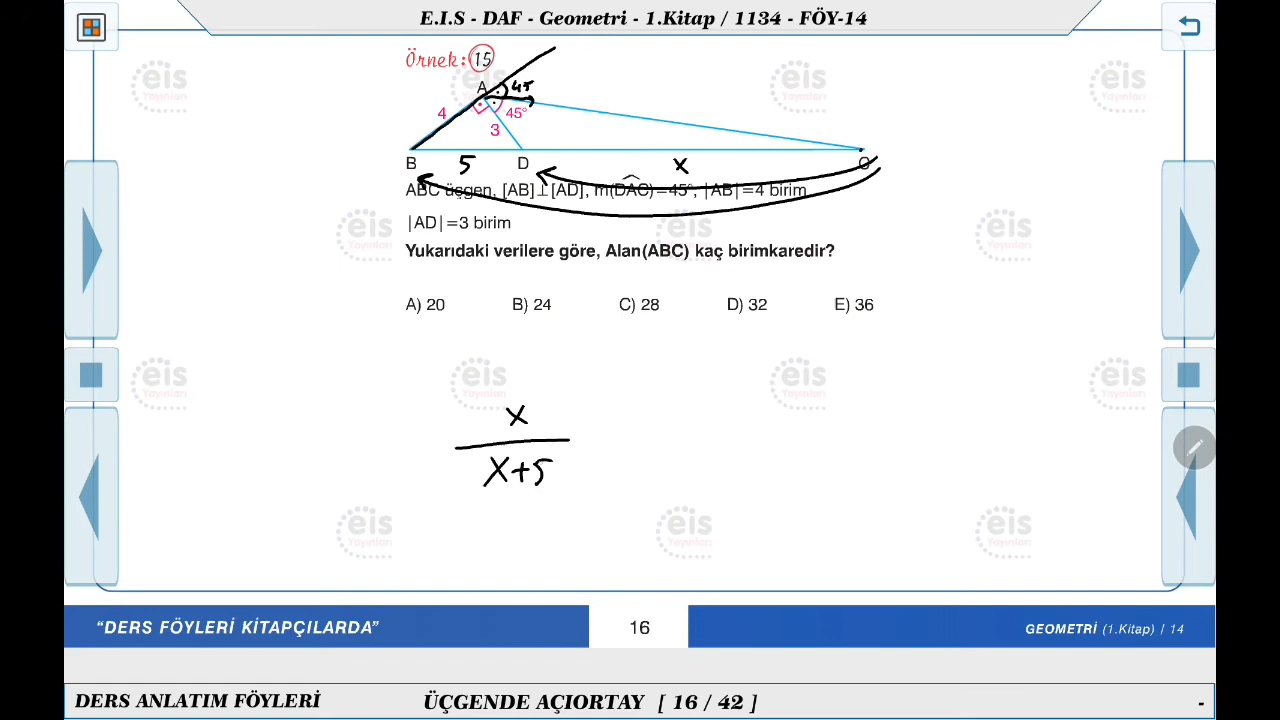 E.I.S - DAF - Geometri - 1.Kitap / 1134 - FÖY-14
Örnek: 15
A
45
4
45°
3
B
5
D
x
C
ABC üçgen, [AB]⊥[AD], m(DAC)=45°, |AB|=4 birim
|AD|=3 birim
Yukarıdaki verilere göre, Alan(ABC) kaç birimkaredir?
A) 20 B) 24 C) 28 D) 32 E) 36
x
x+5
eis Yayınları
"DERS FÖYLERİ KİTAPÇILARDA"
16
GEOMETRİ (1.Kitap) / 14
DERS ANLATIM FÖYLERİ
ÜÇGENDE AÇIORTAY [ 16 / 42 ]
-